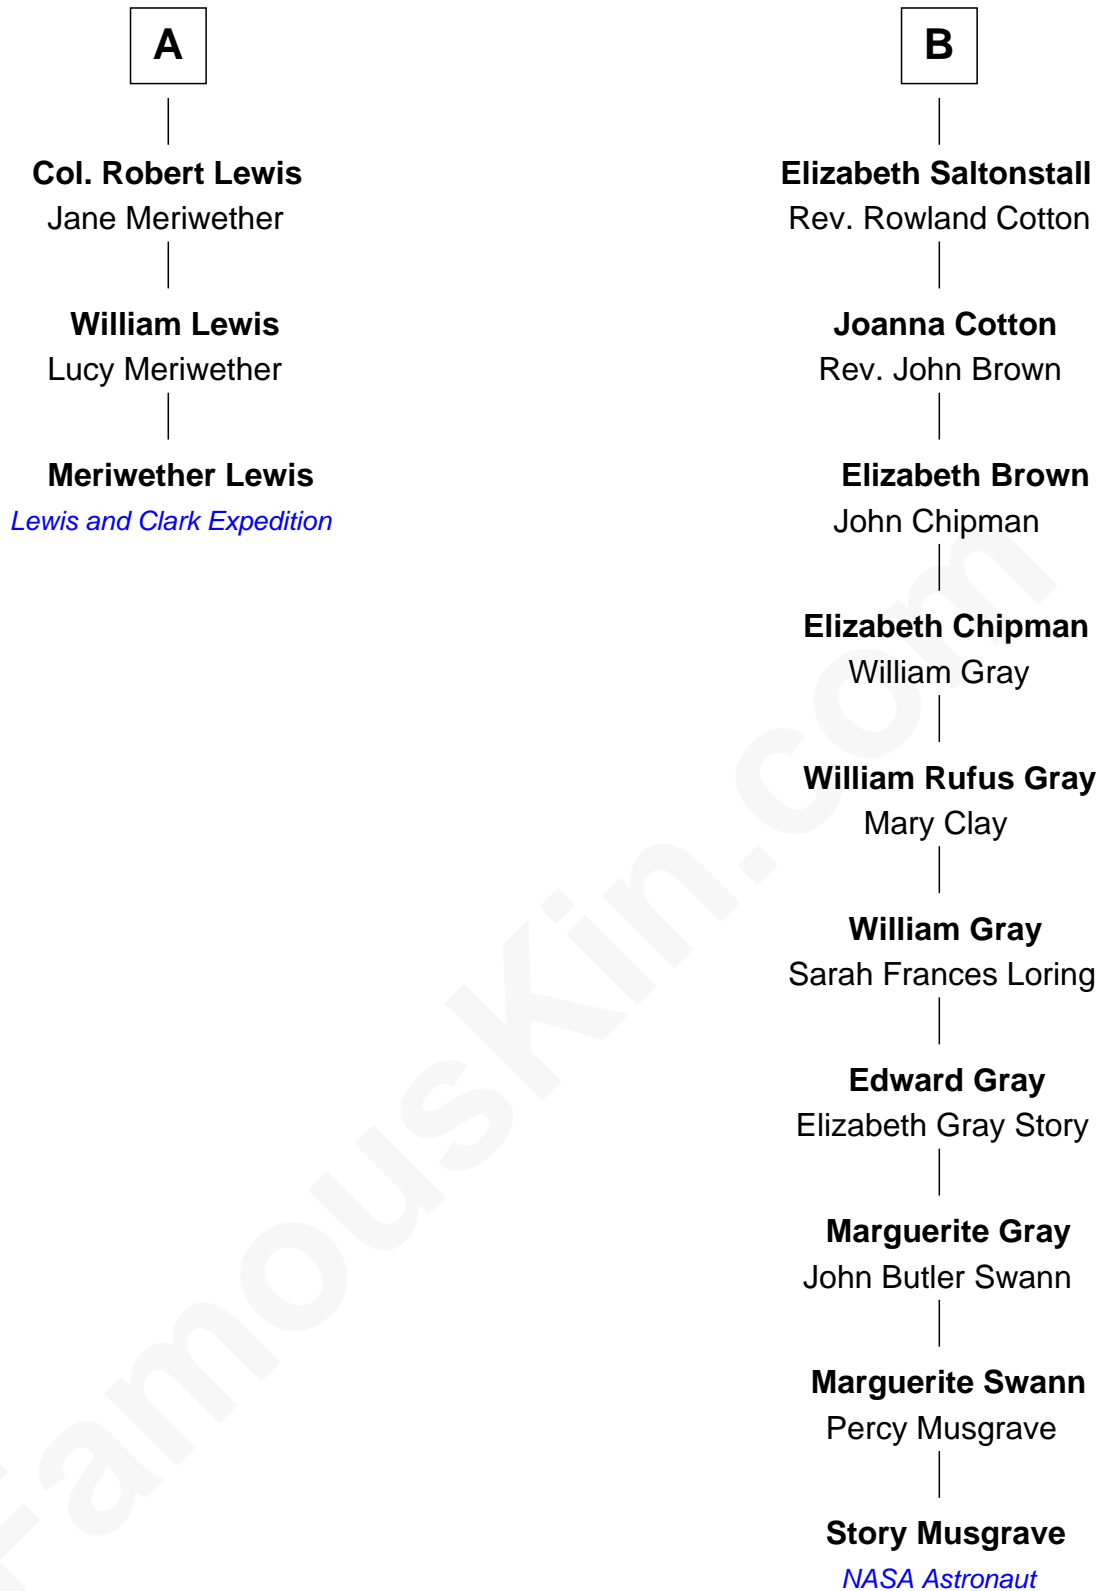 A
Col. Robert Lewis
Jane Meriwether
William Lewis
Lucy Meriwether
Meriwether Lewis
Lewis and Clark Expedition
B
Elizabeth Saltonstall
Rev. Rowland Cotton
Joanna Cotton
Rev. John Brown
Elizabeth Brown
John Chipman
Elizabeth Chipman
William Gray
William Rufus Gray
Mary Clay
William Gray
Sarah Frances Loring
Edward Gray
Elizabeth Gray Story
Marguerite Gray
John Butler Swann
Marguerite Swann
Percy Musgrave
Story Musgrave
NASA Astronaut
FamousKin.com